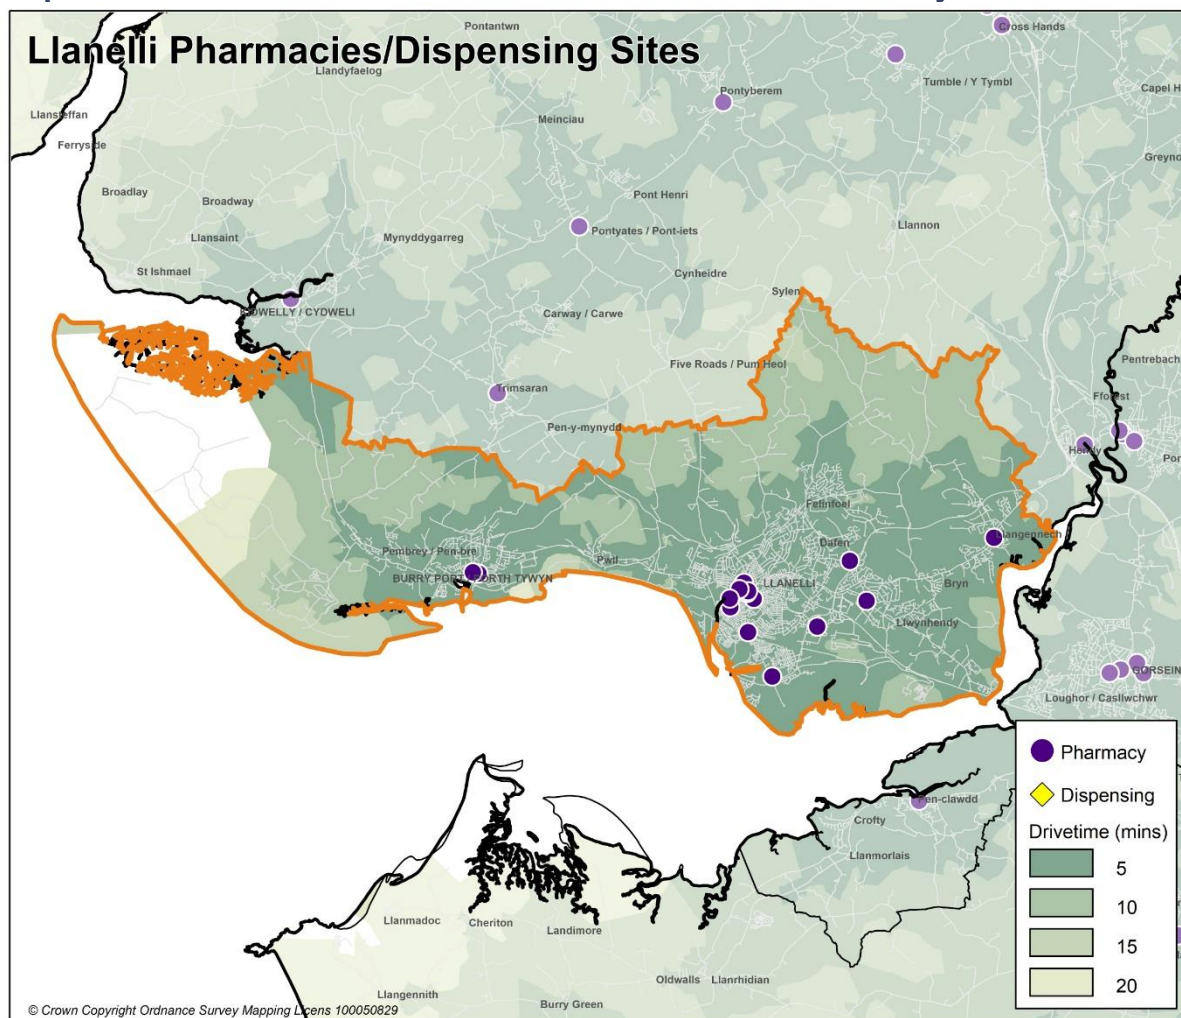 Pontantwn
Cross Hands
Llanelli Pharmacies/Dispensing Sites
Llandyfaelog
Tumble / Y Tymbl
Pontyberem
Capel H
Llansteffan
Meinciau
Ferryside
Greyno
Broadlay
Broadway
Pont Henri
Llansaint
Mynyddygarreg
Pontyates / Pont-iets
Llannon
St Ishmael
Cynheidre
Sylen
KIDWELLY / CYDWELI
Carway / Carwe
Five Roads / Pum Heol
Pentrebach
Trimsaran
Fforest
Pen-y-mynydd
Hendy
Pon
Felinfoel
Llangennech
Dafen
Pembrey / Pen-bre
Pwll
BURRY PORT / PORTH TYWYN
LLANELLI
Bryn
Llwynhendy
GORSEIN
Loughor / Casllwchwr
Pharmacy
Dispensing
Drivetime (mins)
5
10
15
20
Pen-clawdd
Crofty
Llanmorlais
Llanmadoc
Cheriton
Landimore
Oldwalls
Llanrhidian
Llangennith
Burry Green
© Crown Copyright Ordnance Survey Mapping Licens 100050829